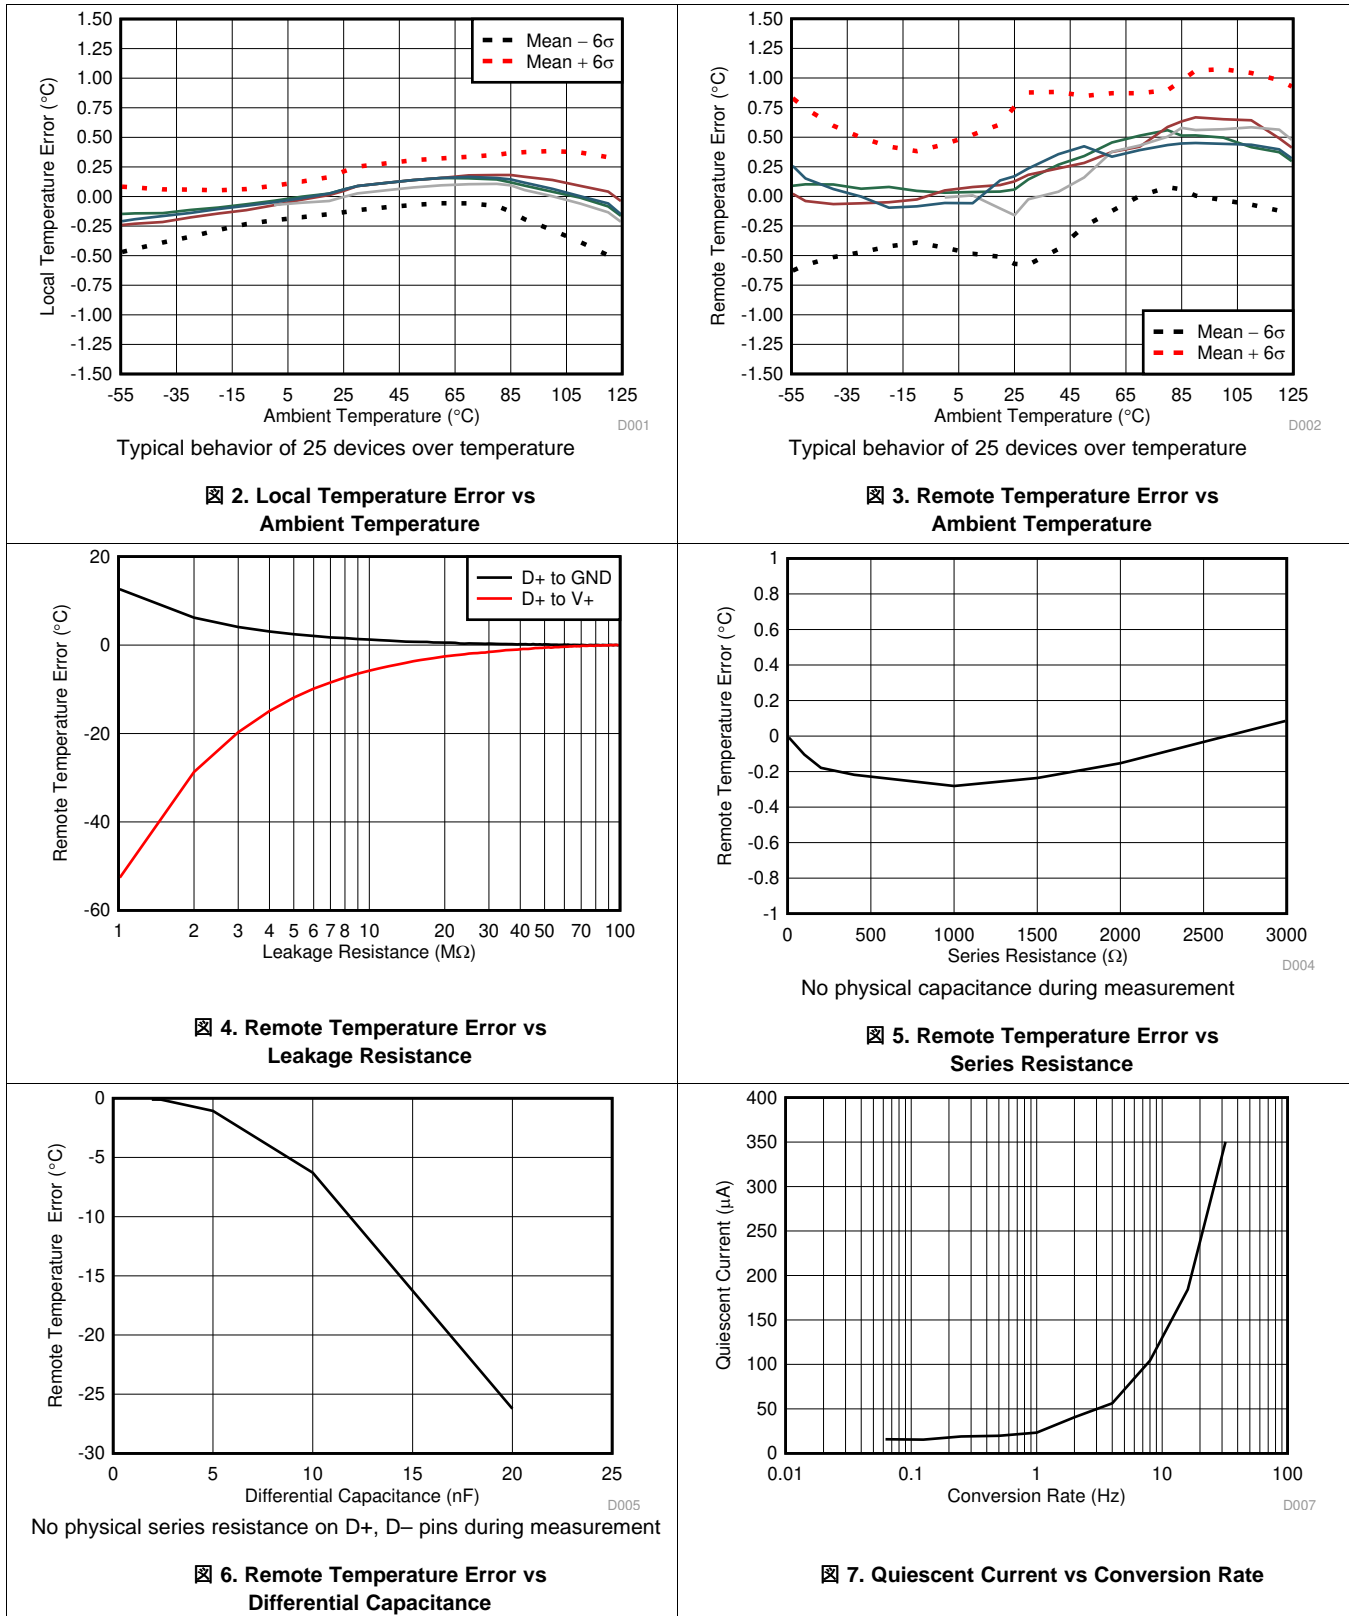 1.50
1.25
1.00
0.75
0.50
0.25
0.00
-0.25
-0.50
-0.75
-1.00
-1.25
-1.50
Local Temperature Error (°C)
Mean − 6σ
Mean + 6σ
-55 -35 -15 5 25 45 65 85 105 125
Ambient Temperature (°C)
D001
Typical behavior of 25 devices over temperature
図 2. Local Temperature Error vs
Ambient Temperature
1.50
1.25
1.00
0.75
0.50
0.25
0.00
-0.25
-0.50
-0.75
-1.00
-1.25
-1.50
Remote Temperature Error (°C)
Mean − 6σ
Mean + 6σ
-55 -35 -15 5 25 45 65 85 105 125
Ambient Temperature (°C)
D002
Typical behavior of 25 devices over temperature
図 3. Remote Temperature Error vs
Ambient Temperature
20
0
-20
-40
-60
Remote Temperature Error (°C)
D+ to GND
D+ to V+
1 2 3 4 5 6 7 8 10 20 30 40 50 70 100
Leakage Resistance (MΩ)
図 4. Remote Temperature Error vs
Leakage Resistance
1
0.8
0.6
0.4
0.2
0
-0.2
-0.4
-0.6
-0.8
-1
Remote Temperature Error (°C)
0 500 1000 1500 2000 2500 3000
Series Resistance (Ω)
D004
No physical capacitance during measurement
図 5. Remote Temperature Error vs
Series Resistance
0
-5
-10
-15
-20
-25
-30
Remote Temperature Error (°C)
0 5 10 15 20 25
Differential Capacitance (nF)
D005
No physical series resistance on D+, D– pins during measurement
図 6. Remote Temperature Error vs
Differential Capacitance
400
350
300
250
200
150
100
50
0
Quiescent Current (μA)
0.01 0.1 1 10 100
Conversion Rate (Hz)
D007
図 7. Quiescent Current vs Conversion Rate